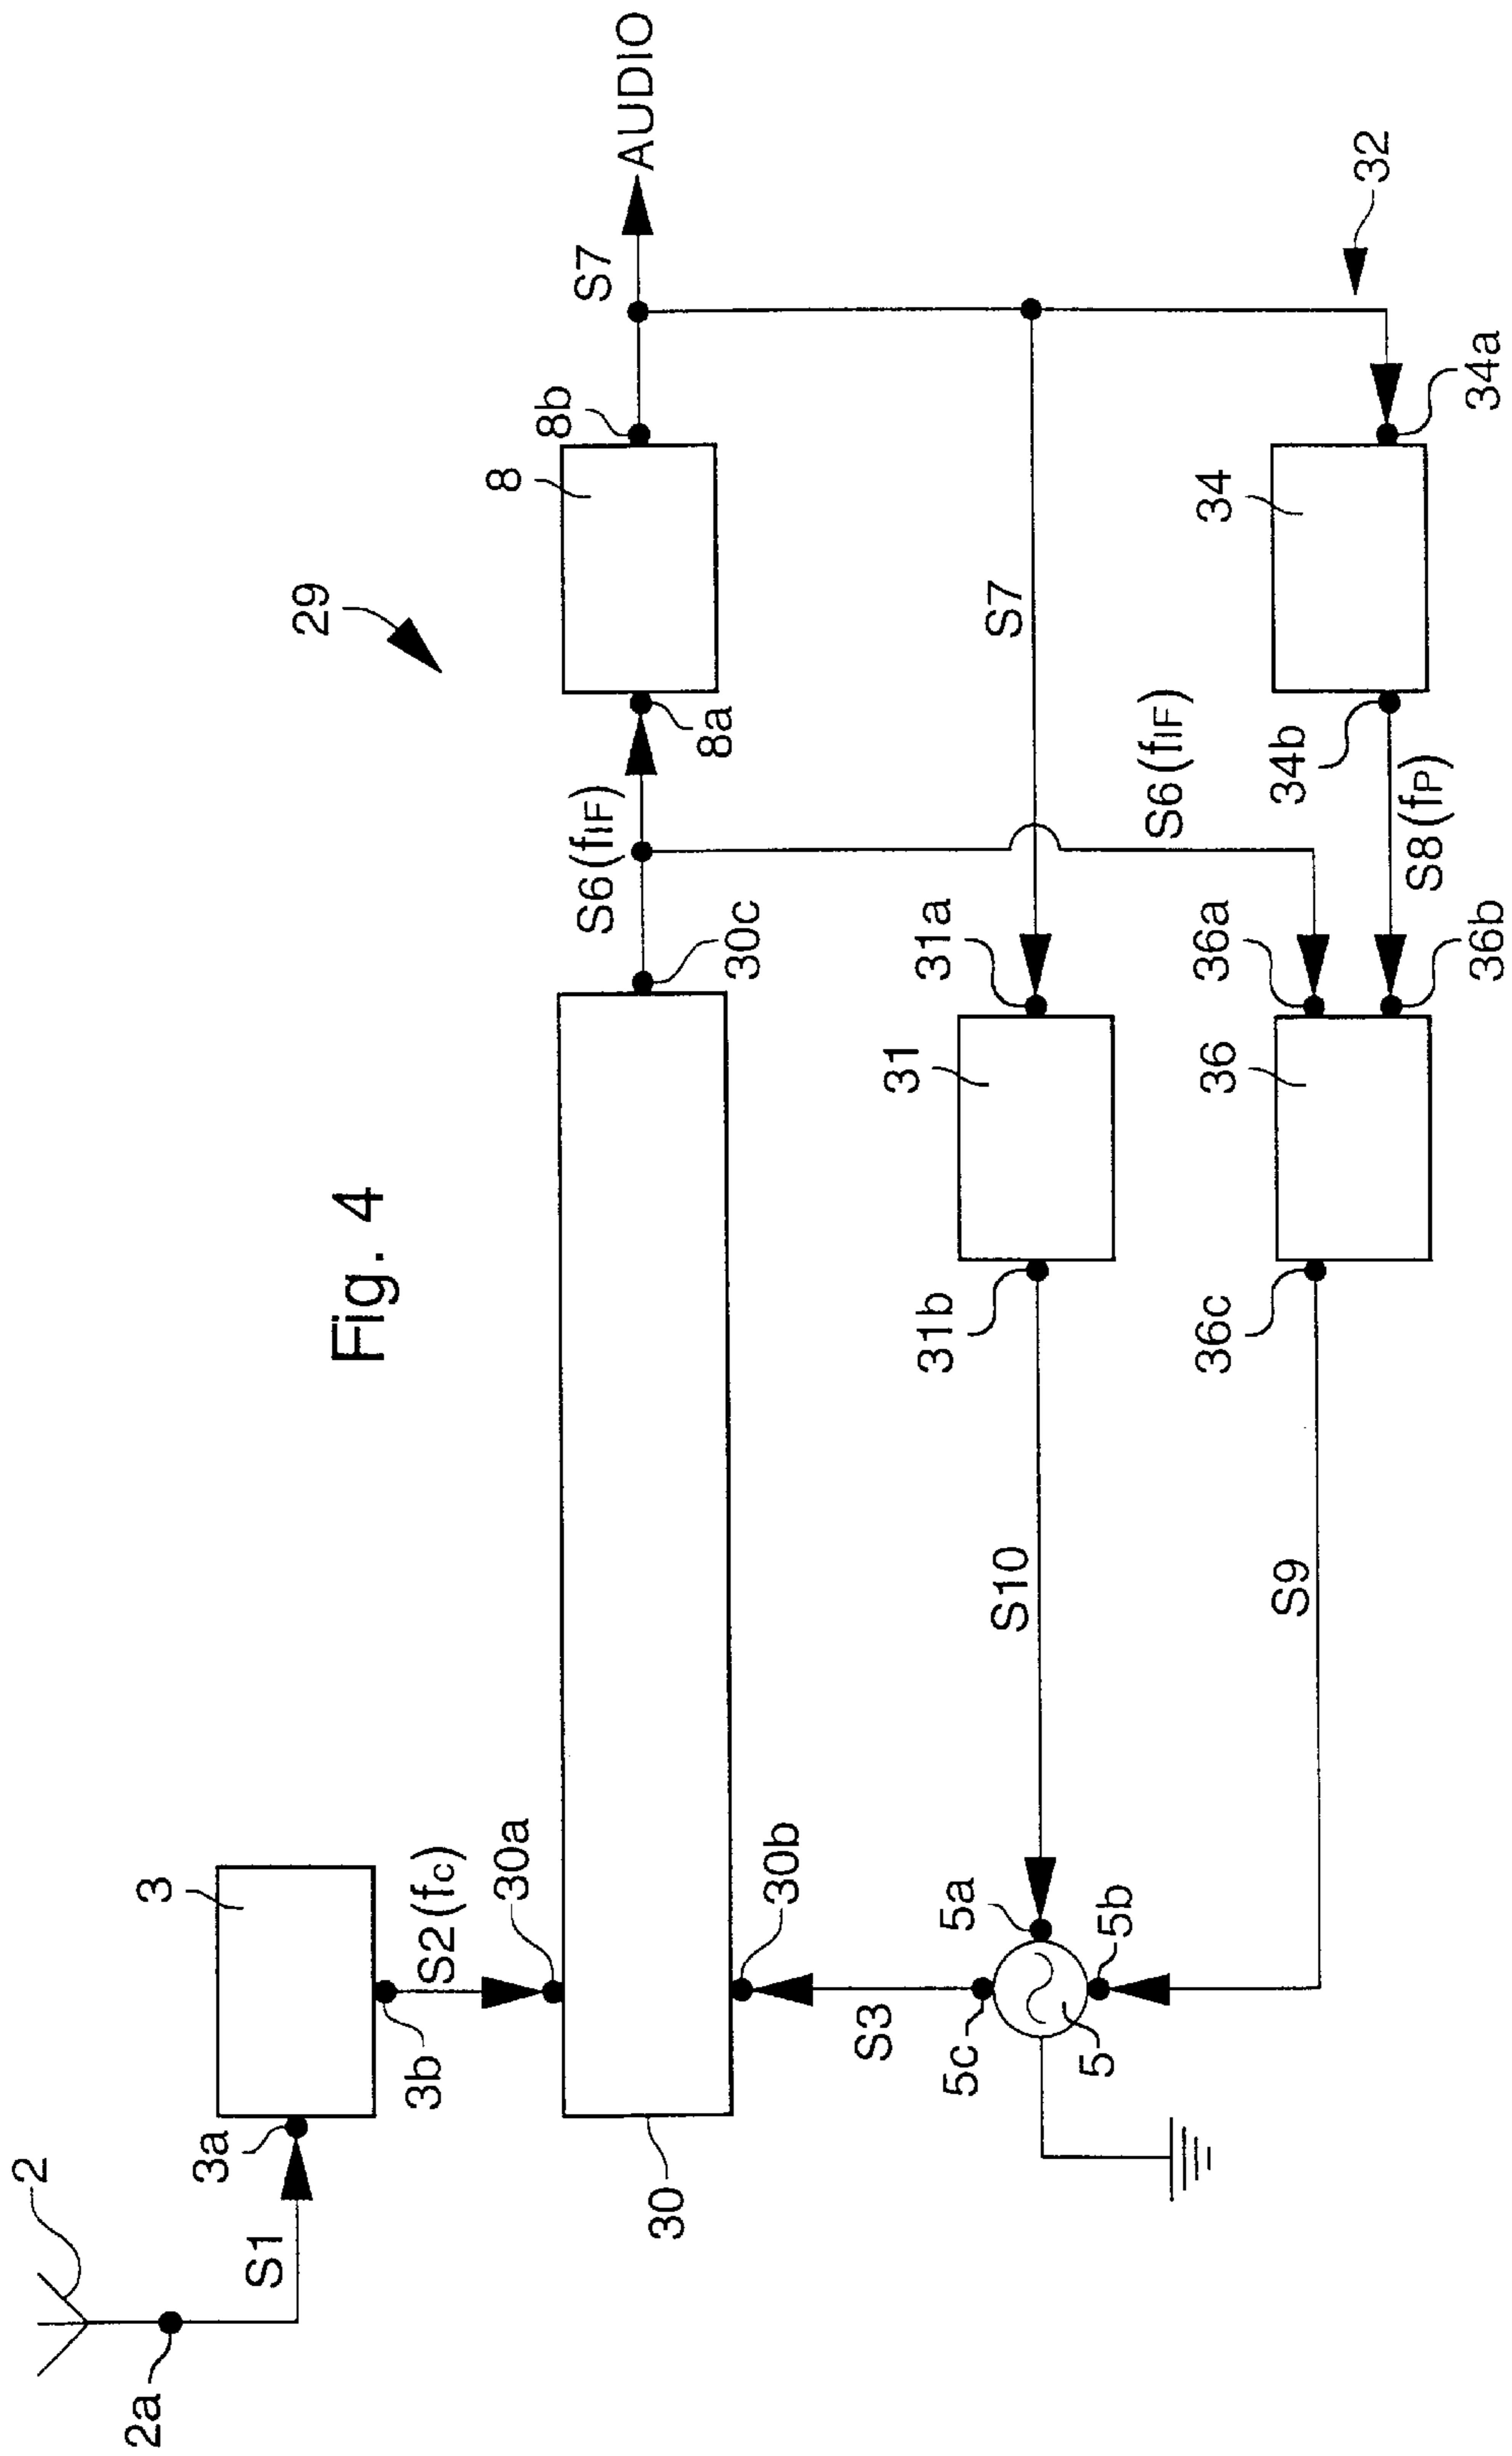 Fig. 4
29
2
2a
S1
3a
3
3b
S2 (fC)
30a
30
30b
30c
S6 (fIF)
8a
8
8b
S7
AUDIO
S3
5c
5
5a
5b
S10
31b
31
31a
S7
S6 (fIF)
32
S9
36c
36
36a
36b
S8 (fP)
34b
34
34a